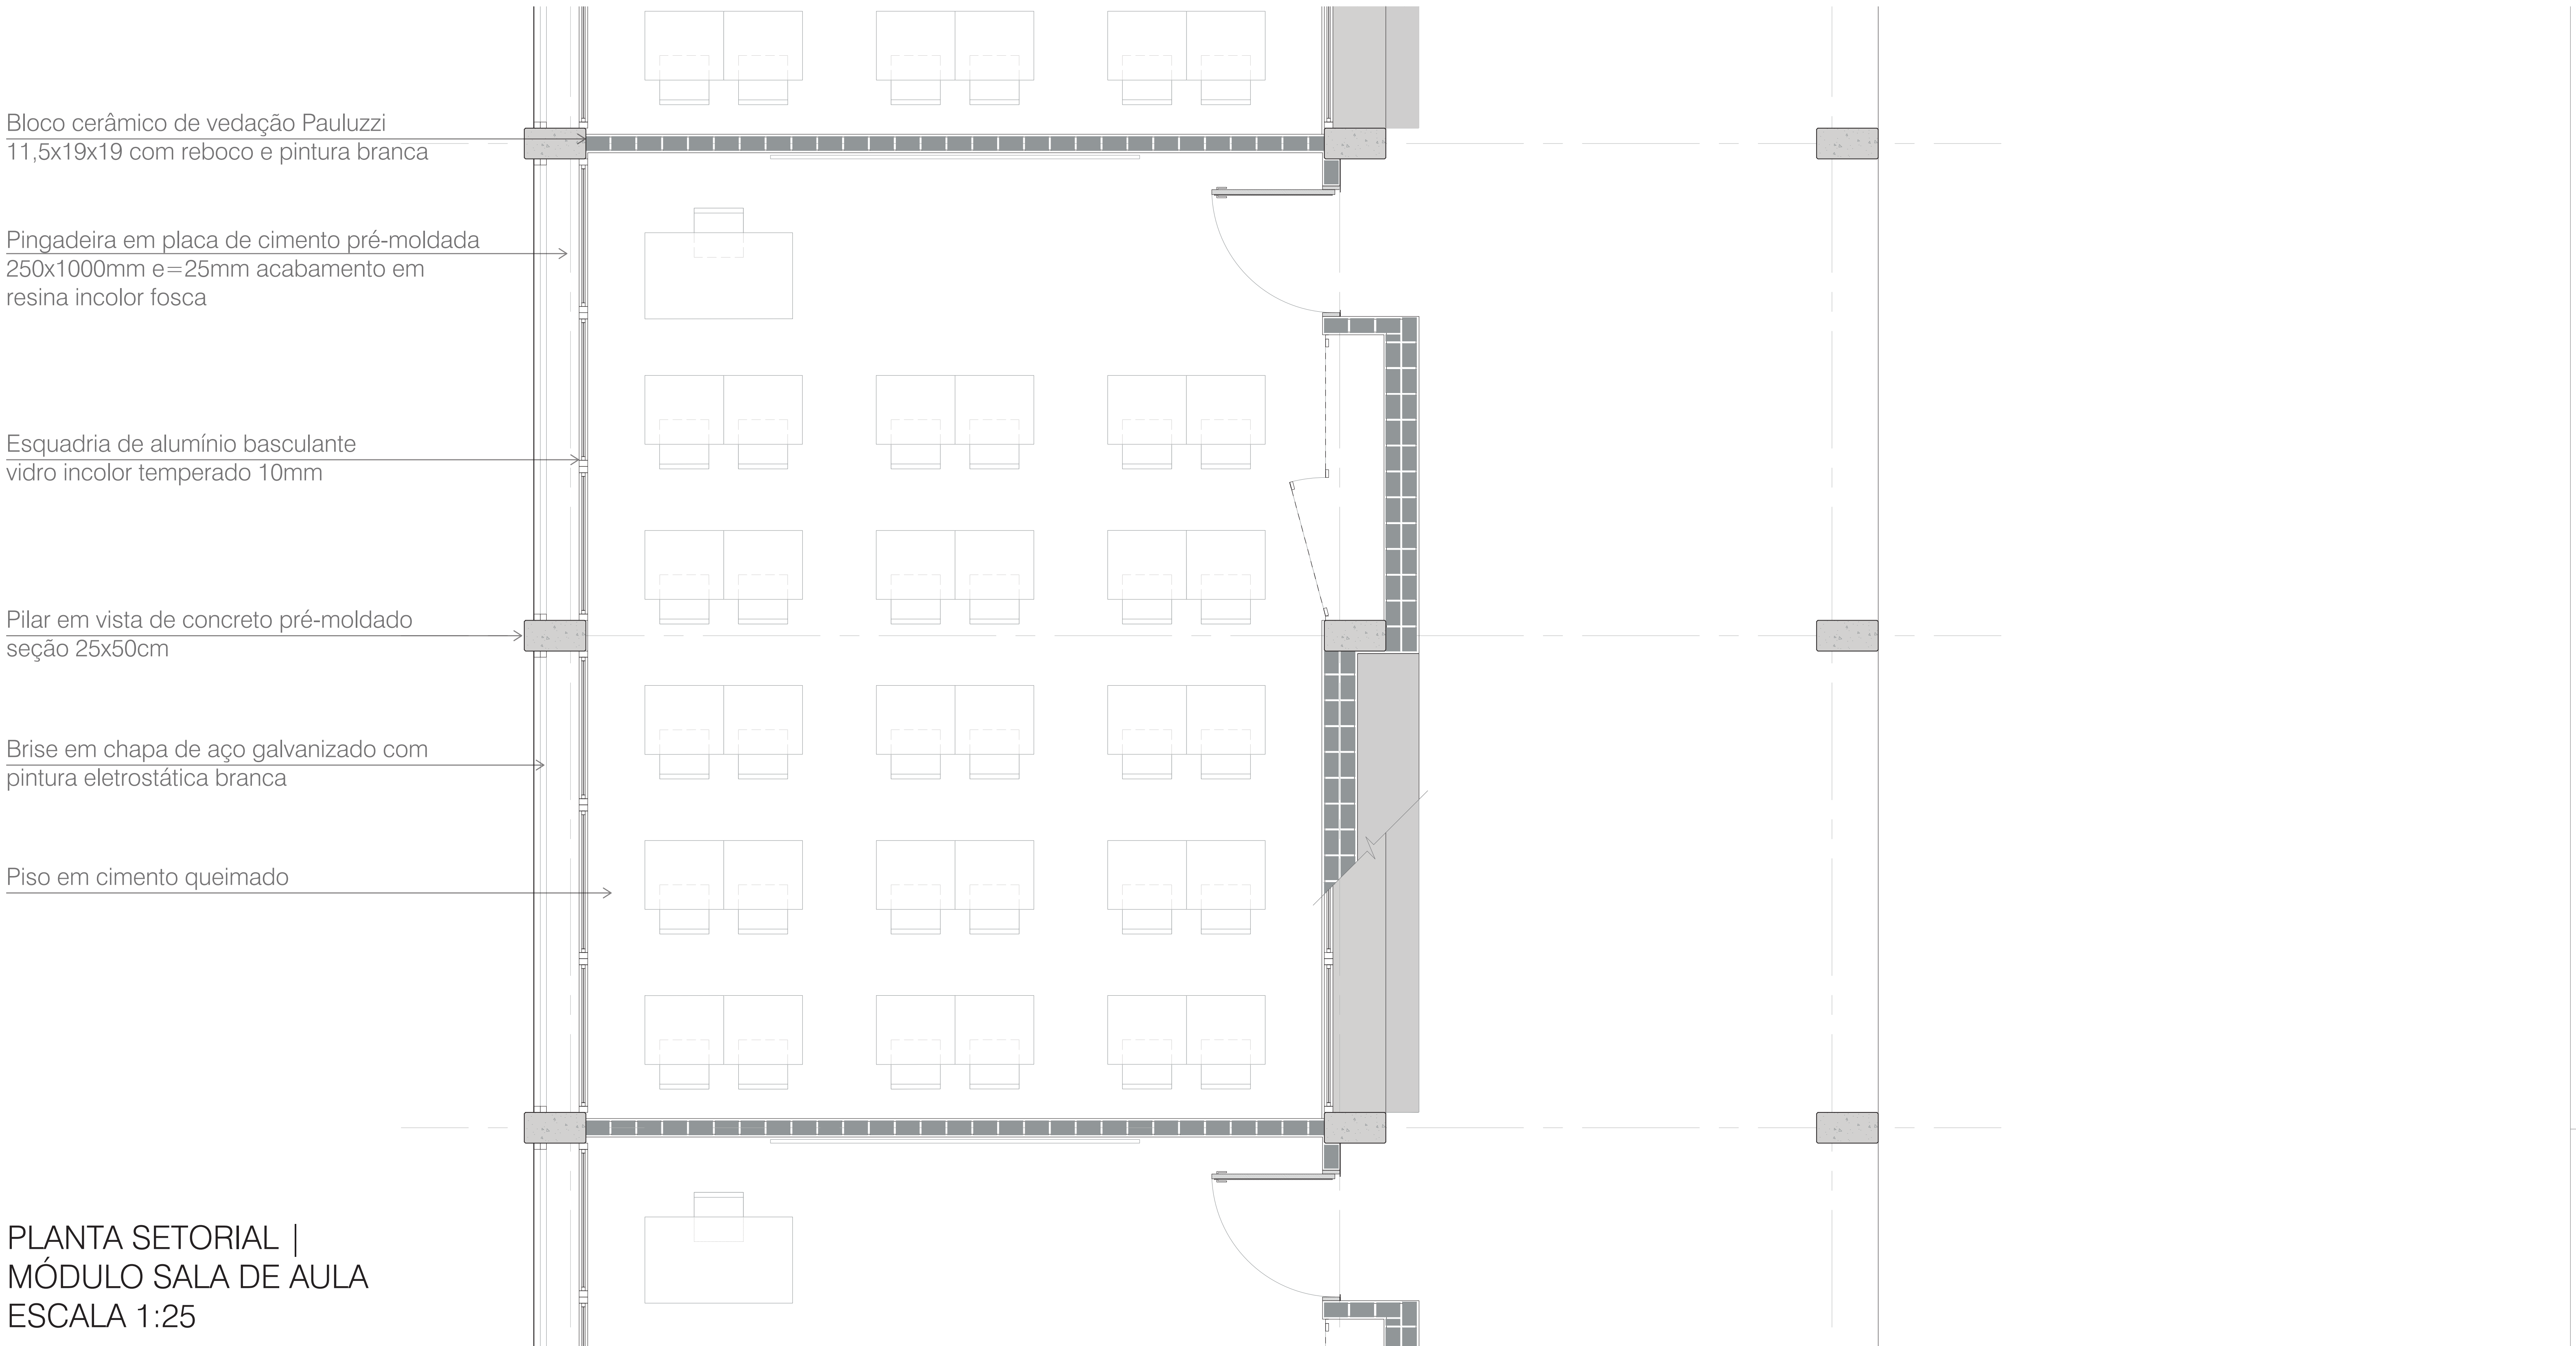 Bloco cerâmico de vedação Pauluzzi
11,5x19x19 com reboco e pintura branca
Pingadeira em placa de cimento pré-moldada
250x1000mm e=25mm acabamento em
resina incolor fosca
Esquadria de alumínio basculante
vidro incolor temperado 10mm
Pilar em vista de concreto pré-moldado
seção 25x50cm
Brise em chapa de aço galvanizado com
pintura eletrostática branca
Piso em cimento queimado
PLANTA SETORIAL |
MÓDULO SALA DE AULA
ESCALA 1:25